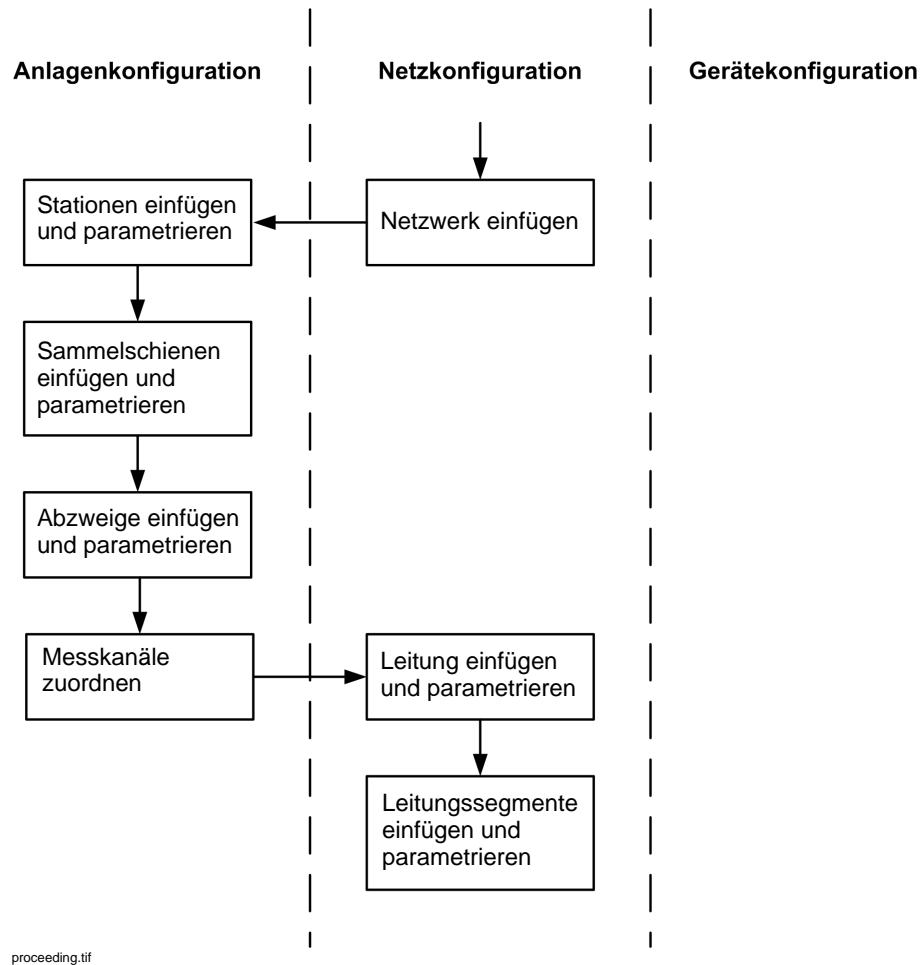 Anlagenkonfiguration
Netzkonfiguration
Gerätekonfiguration
Netzwerk einfügen
Stationen einfügen
und parametrieren
Sammelschienen
einfügen und
parametrieren
Abzweige einfügen
und parametrieren
Messkanäle
zuordnen
Leitung einfügen
und parametrieren
Leitungssegmente
einfügen und
parametrieren
proceeding.tif